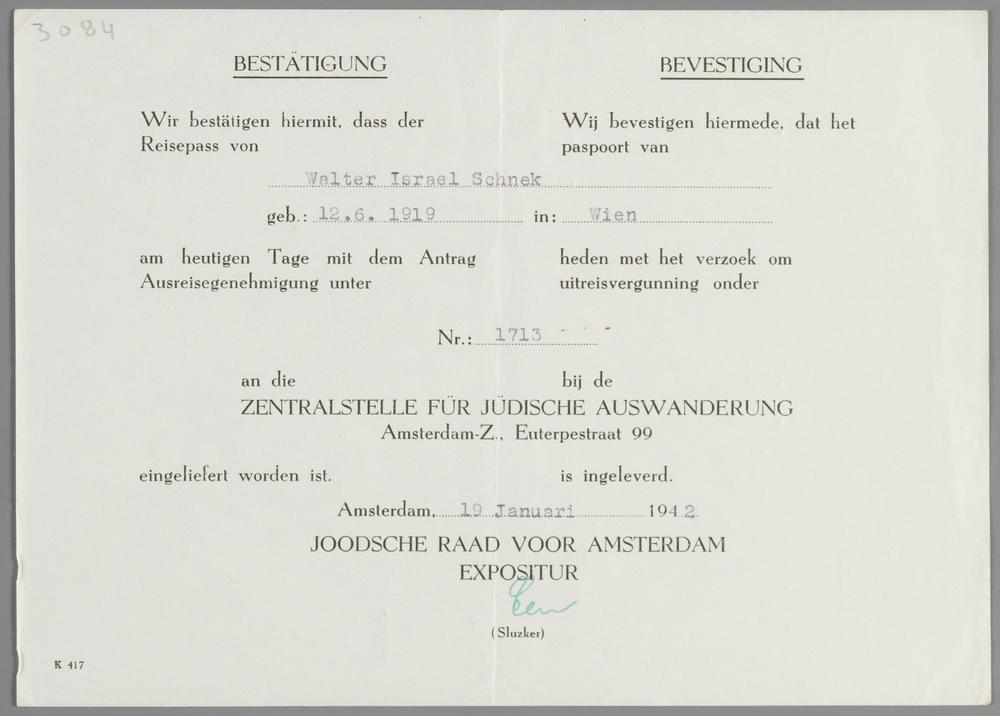 3084
BESTÄTIGUNG
BEVESTIGING
Wir bestätigen hiermit, dass der
Reisepass von
Wij bevestigen hiermede, dat het
paspoort van
Walter Israel Schnek
geb.: 12.6. 1919 in: Wien
am heutigen Tage mit dem Antrag
Ausreisegenehmigung unter
heden met het verzoek om
uitreisvergunning onder
Nr.: 1713 - -
an die
bij de
ZENTRALSTELLE FÜR JÜDISCHE AUSWANDERUNG
Amsterdam-Z., Euterpestraat 99
eingeliefert worden ist.
is ingeleverd.
Amsterdam, 19 Januari 1942
JOODSCHE RAAD VOOR AMSTERDAM
EXPOSITUR
(Sluzker)
K 417